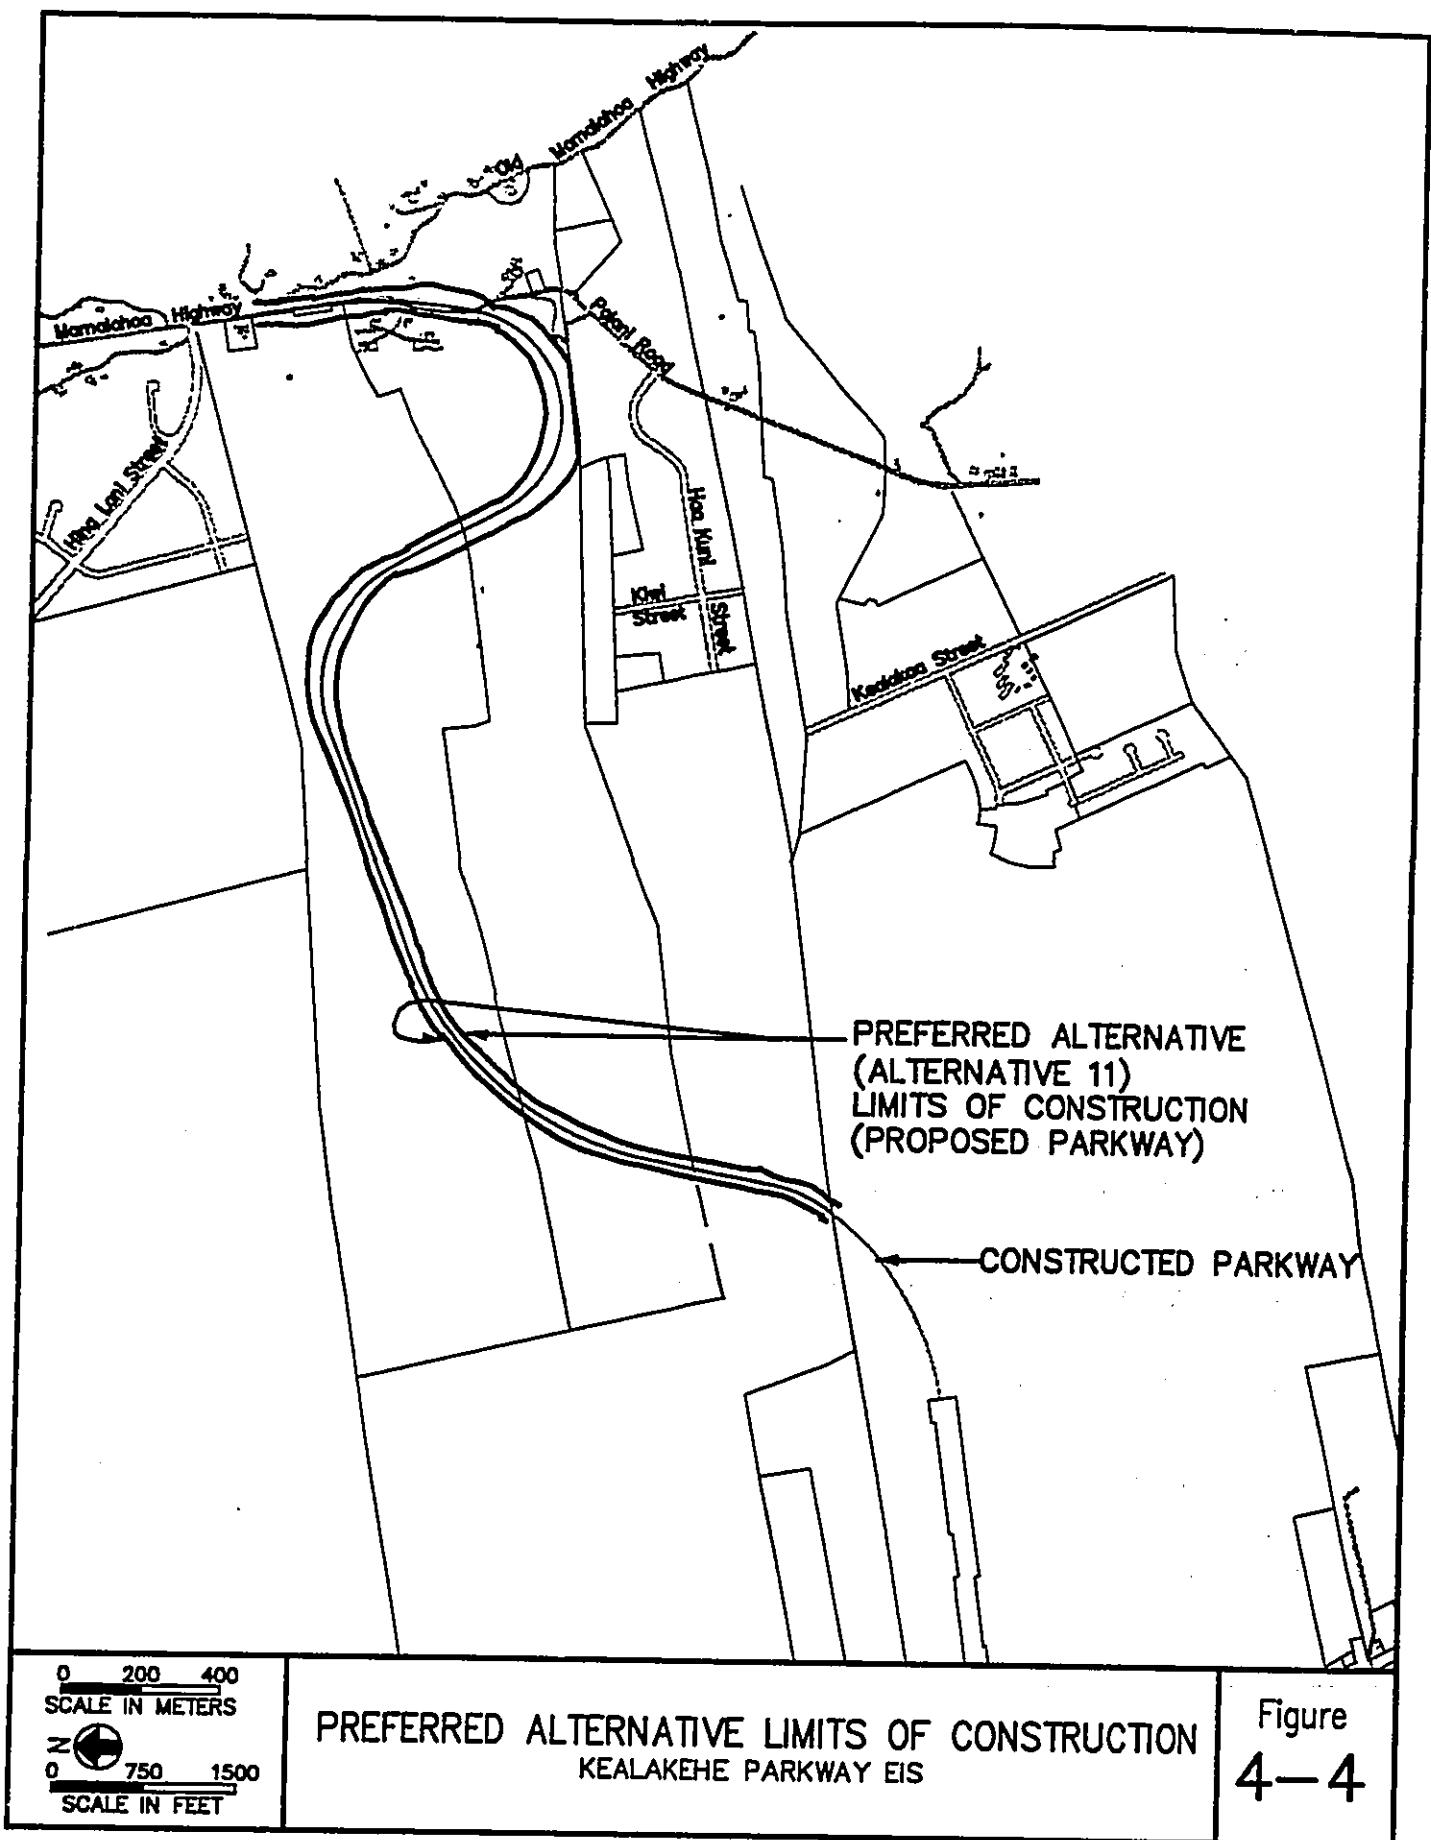 Mamalahoa Highway
Old
Mamalahoa Highway
Palani Road
Hina Lani Street
Hao Kuni Street
Kiwi
Street
Kealakaa Street
PREFERRED ALTERNATIVE
(ALTERNATIVE 11)
LIMITS OF CONSTRUCTION
(PROPOSED PARKWAY)
CONSTRUCTED PARKWAY
0 200 400
SCALE IN METERS
N
0 750 1500
SCALE IN FEET
PREFERRED ALTERNATIVE LIMITS OF CONSTRUCTION
KEALAKEHE PARKWAY EIS
Figure
4-4